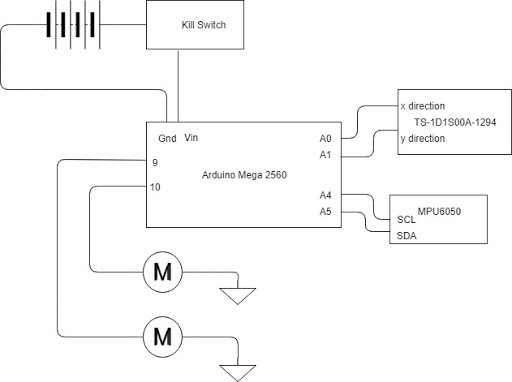 Kill Switch
Gnd Vin
9
10
Arduino Mega 2560
A0
A1
A4
A5
x direction
TS-1D1S00A-1294
y direction
MPU6050
SCL
SDA
M
M